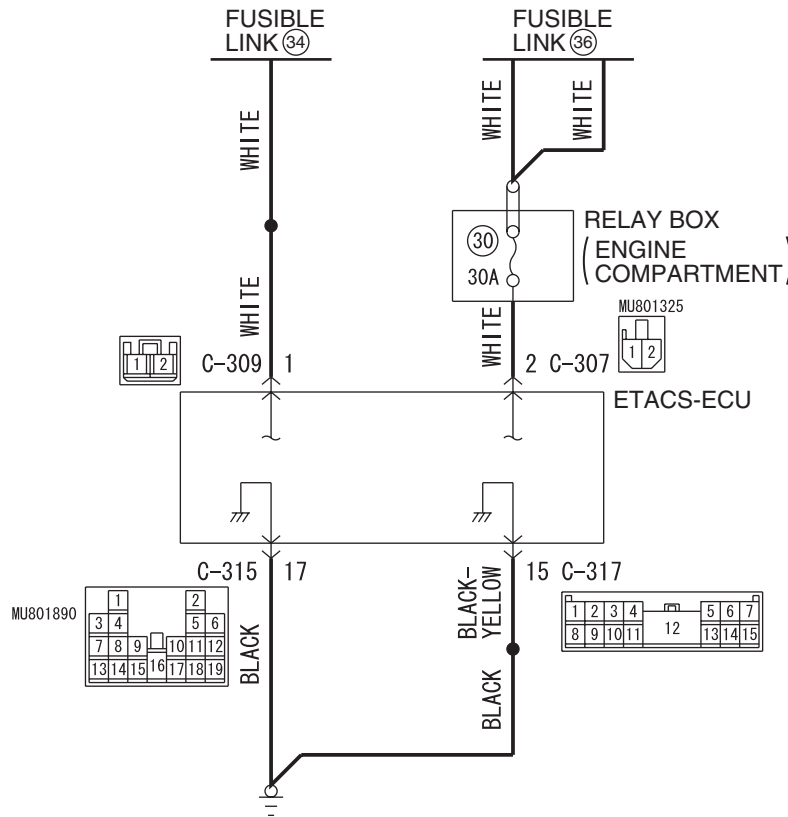 FUSIBLE
LINK 34
FUSIBLE
LINK 36
WHITE
WHITE
WHITE
WHITE
30
30A
RELAY BOX
( ENGINE
COMPARTMENT )
WHITE
MU801325
1 2
1 2
C-309 1
2 C-307
ETACS-ECU
C-315 17
15 C-317
MU801890
1 2
3 4 5 6
7 8 9 10 11 12
13 14 15 16 17 18 19
BLACK
BLACK-
YELLOW
BLACK
1 2 3 4 5 6 7
8 9 10 11 12 13 14 15